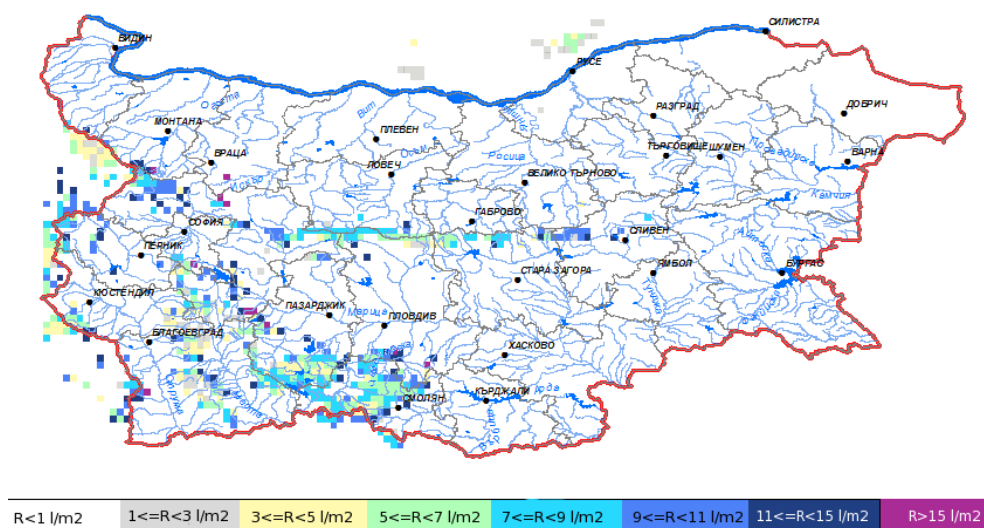 СИЛИСТРА
ВИДИН
РУСЕ
Огоста
Вит
РАЗГРАД
ДОБРИЧ
МОНТАНА
ПЛЕВЕН
ВРАЦА
Росица
ТЪРГОВИЩЕ
ШУМЕН
ВАРНА
ЛОВЕЧ
ВЕЛИКО ТЪРНОВО
Камчия
СОФИЯ
ГАБРОВО
СЛИВЕН
ПЕРНИК
СТАРА ЗАГОРА
ЯМБОЛ
БУРГАС
КЮСТЕНДИЛ
ПАЗАРДЖИК
Марица
ПЛОВДИВ
БЛАГОЕВГРАД
ХАСКОВО
КЪРДЖАЛИ
СМОЛЯН
R<1 l/m2 1<=R<3 l/m2 3<=R<5 l/m2 5<=R<7 l/m2 7<=R<9 l/m2 9<=R<11 l/m2 11<=R<15 l/m2 R>15 l/m2